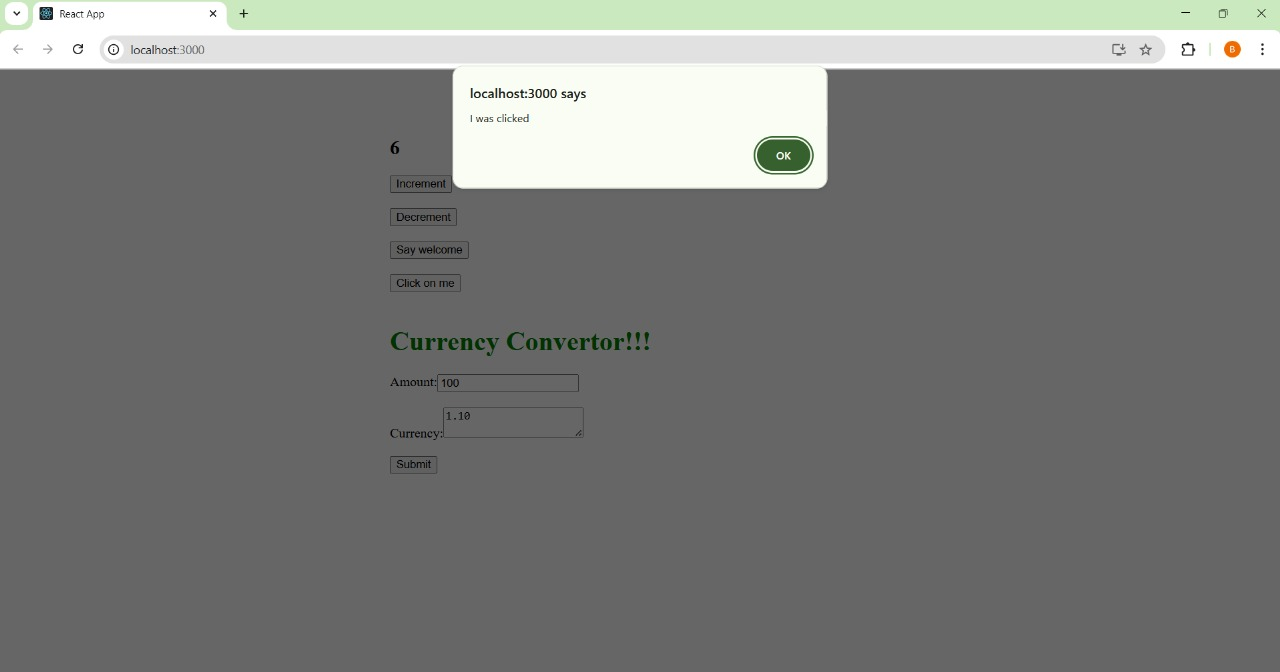 React App
localhost:3000
B
localhost:3000 says
I was clicked
OK
6
Increment
Decrement
Say welcome
Click on me
Currency Convertor!!!
Amount: 100
Currency: 1.10
Submit